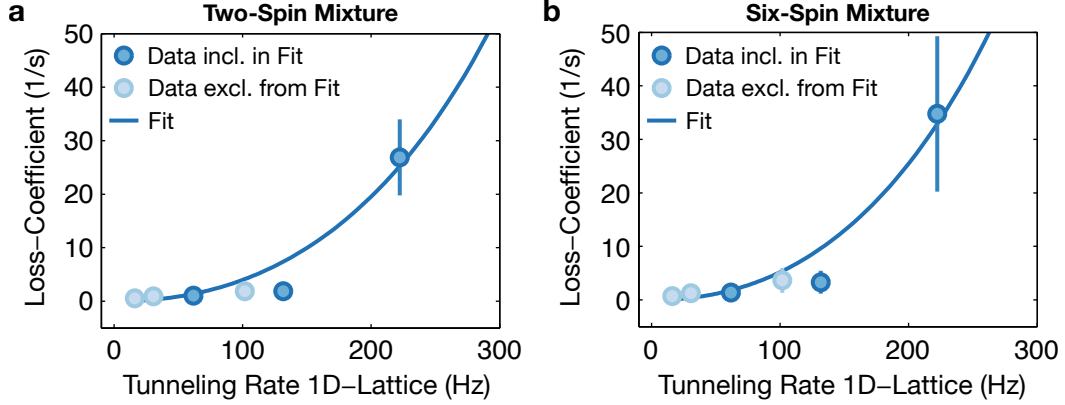 a
Two-Spin Mixture
Loss−Coefficient (1/s)
50
40
30
20
10
0
Data incl. in Fit
Data excl. from Fit
Fit
0 100 200 300
Tunneling Rate 1D−Lattice (Hz)
b
Six-Spin Mixture
Loss−Coefficient (1/s)
50
40
30
20
10
0
Data incl. in Fit
Data excl. from Fit
Fit
0 100 200 300
Tunneling Rate 1D−Lattice (Hz)